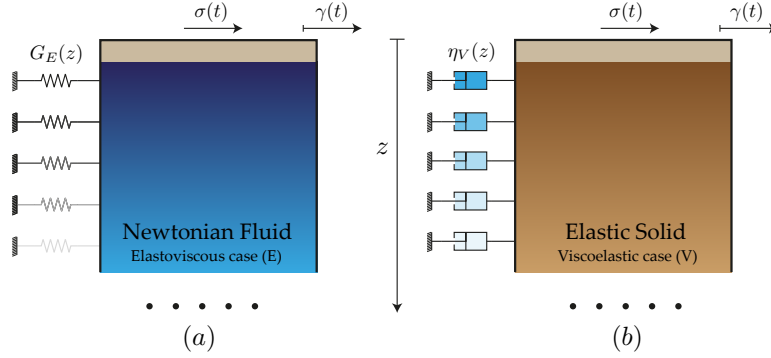 σ(t)
γ(t)
G_E(z)
Newtonian Fluid
Elastoviscous case (E)
(a)
z
σ(t)
γ(t)
η_V(z)
Elastic Solid
Viscoelastic case (V)
(b)